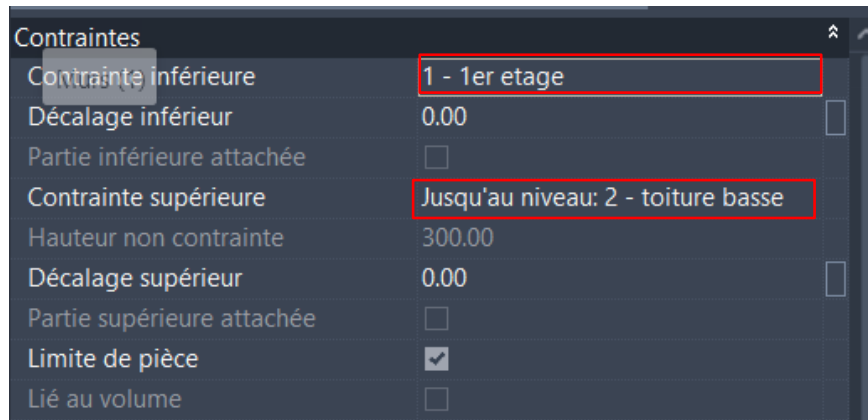 Contraintes
Contrainte inférieure 1 - 1er etage
Murs (1)
Décalage inférieur 0.00
Partie inférieure attachée
Contrainte supérieure Jusqu'au niveau: 2 - toiture basse
Hauteur non contrainte 300.00
Décalage supérieur 0.00
Partie supérieure attachée
Limite de pièce
Lié au volume